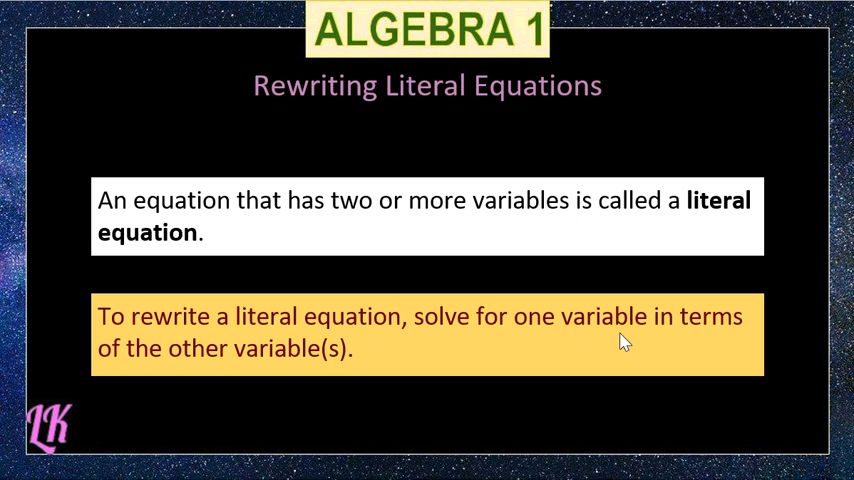 ALGEBRA 1
Rewriting Literal Equations
An equation that has two or more variables is called a literal
equation.
To rewrite a literal equation, solve for one variable in terms
of the other variable(s).
LK